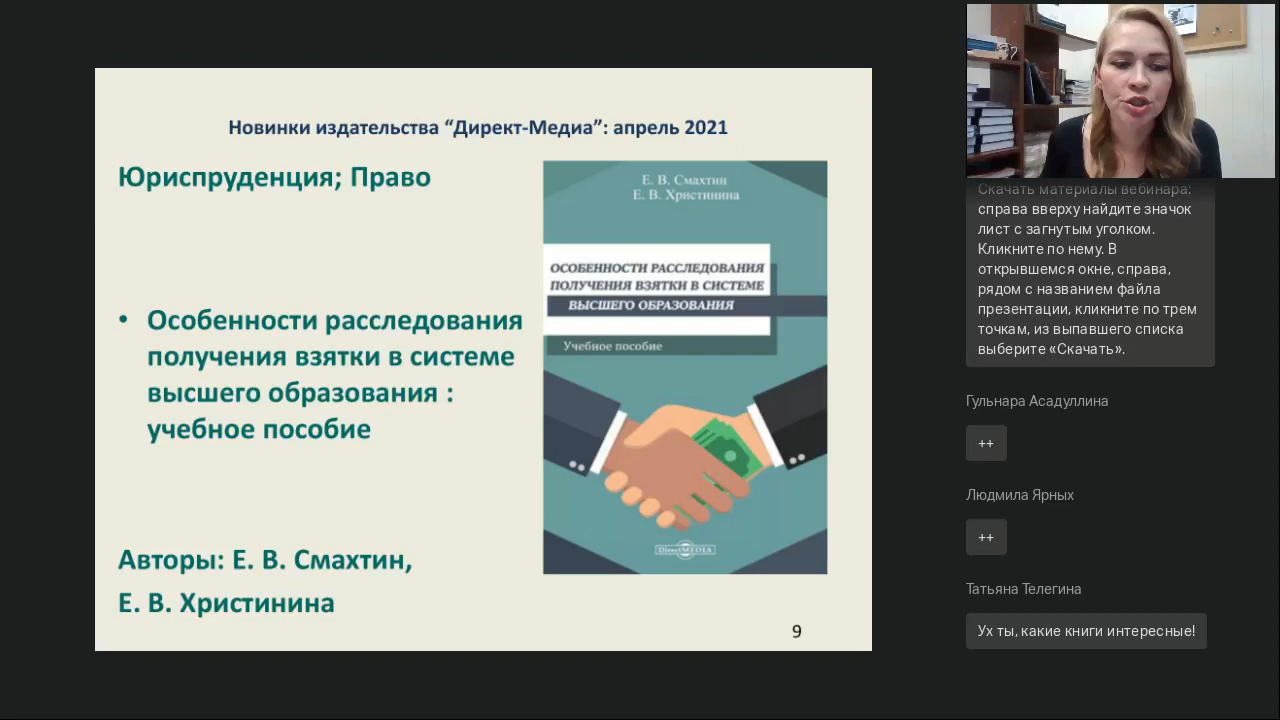 Новинки издательства “Директ-Медиа”: апрель 2021
Юриспруденция; Право
• Особенности расследования
получения взятки в системе
высшего образования :
учебное пособие
Авторы: Е. В. Смахтин,
Е. В. Христинина
Е. В. Смахтин
Е. В. Христинина
ОСОБЕННОСТИ РАССЛЕДОВАНИЯ
ПОЛУЧЕНИЯ ВЗЯТКИ В СИСТЕМЕ
ВЫСШЕГО ОБРАЗОВАНИЯ
Учебное пособие
DirectMEDIA
9
Скачать материалы вебинара:
справа вверху найдите значок
лист с загнутым уголком.
Кликните по нему. В
открывшемся окне, справа,
рядом с названием файла
презентации, кликните по трем
точкам, из выпавшего списка
выберите «Скачать».
Гульнара Асадуллина
++
Людмила Ярных
++
Татьяна Телегина
Ух ты, какие книги интересные!